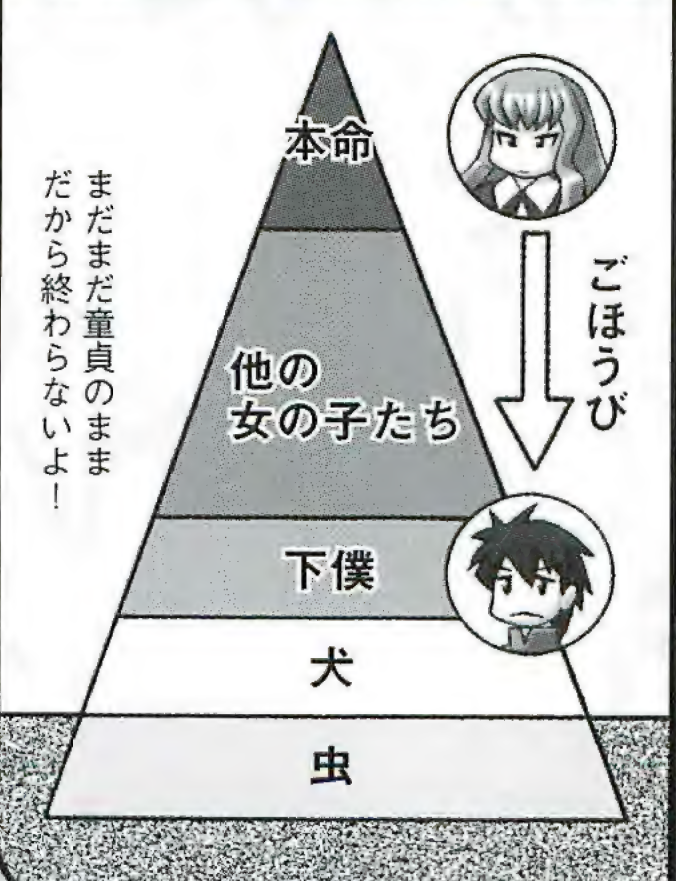 本命
ごほうび
まだまだ童貞のまま
だから終わらないよ！
他の
女の子たち
下僕
犬
虫